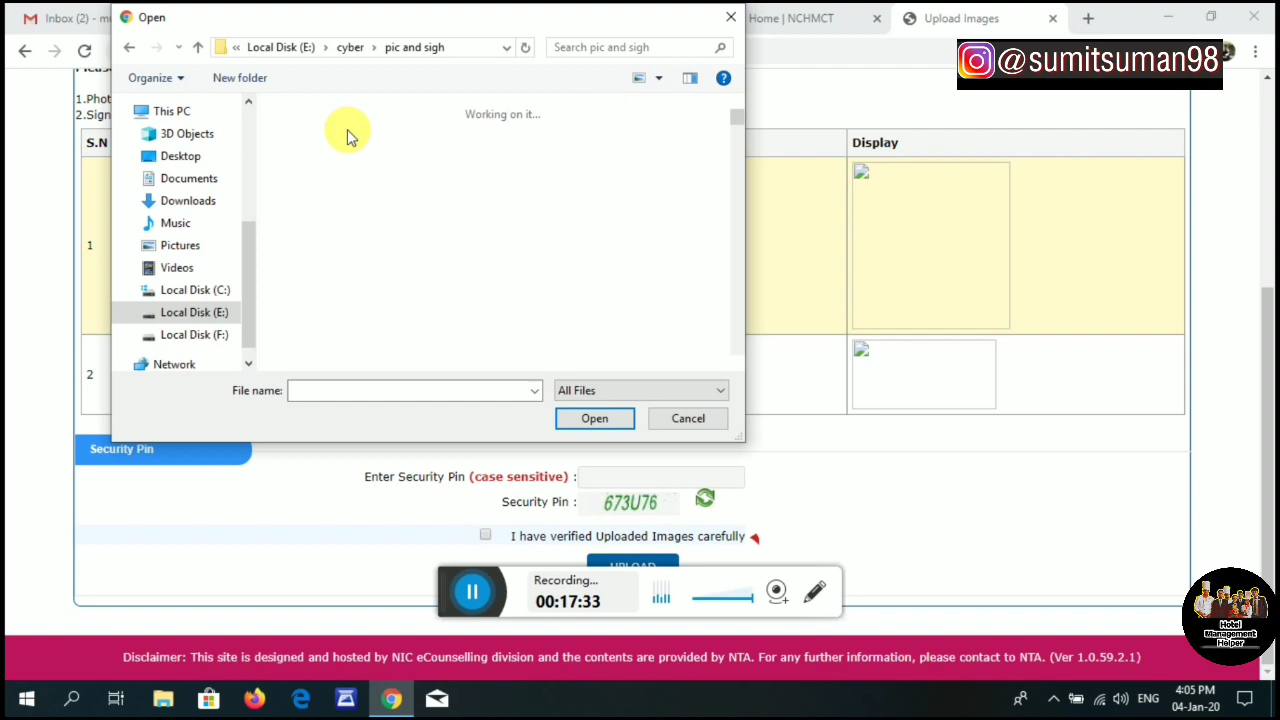 Inbox (2) - m
Home | NCHMCT
Upload Images
Open
@sumitsuman98
« Local Disk (E:) › cyber › pic and sigh
Search pic and sigh
Organize
New folder
This PC
3D Objects
Desktop
Documents
Downloads
Music
Pictures
Videos
Local Disk (C:)
Local Disk (E:)
Local Disk (F:)
Network
Working on it...
File name:
All Files
Open
Cancel
1.Phot
2.Sign
S.N
Display
1
2
Security Pin
Enter Security Pin (case sensitive) :
Security Pin : 673U76
I have verified Uploaded Images carefully
UPLOAD
Recording...
00:17:33
Hotel
Management
Helper
Disclaimer: This site is designed and hosted by NIC eCounselling division and the contents are provided by NTA. For any further information, please contact to NTA. (Ver 1.0.59.2.1)
ENG
4:05 PM
04-Jan-20